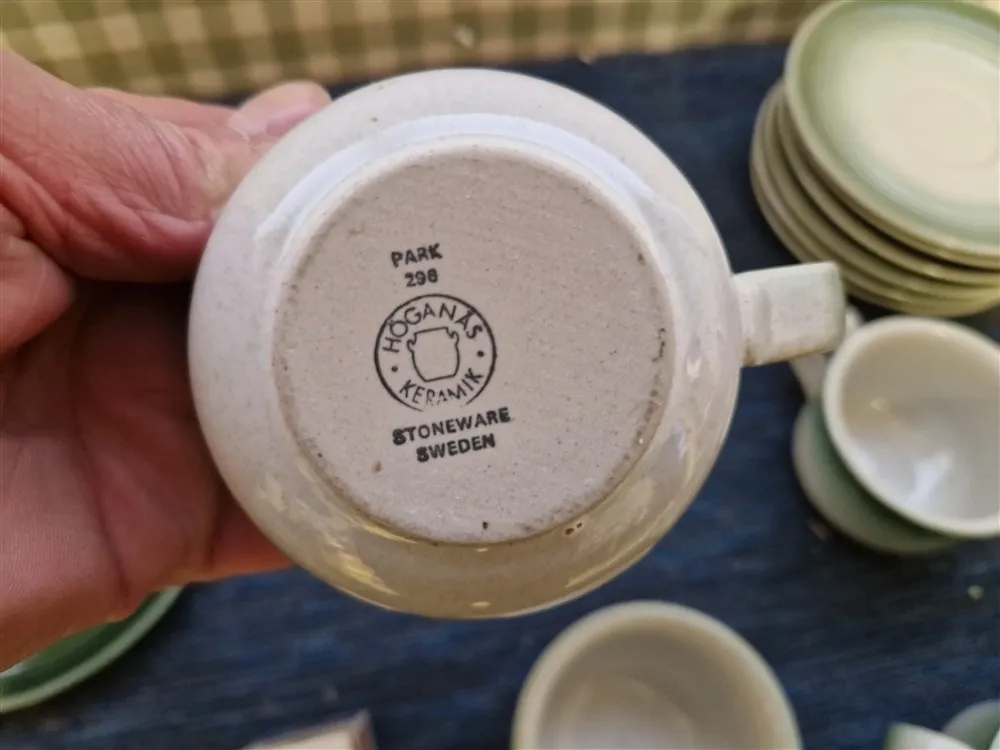 PARK
296
HÖGANÄS
KERAMIK
STONEWARE
SWEDEN